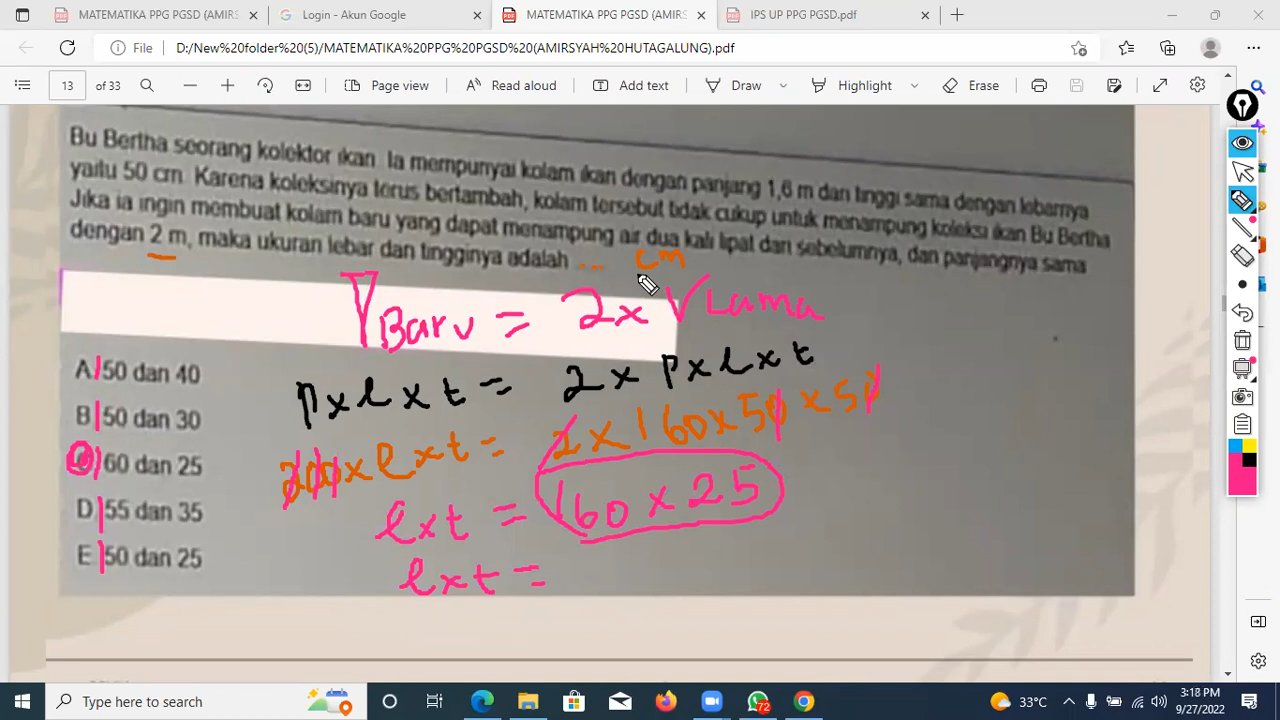 MATEMATIKA PPG PGSD (AMIRS
Login - Akun Google
MATEMATIKA PPG PGSD (AMIRS
IPII UP PPG PGSD.pdf
File
D:/New%20folder%20(5)/MATEMATIKA%20PPG%20PGSD%20(AMIRSYAH%20HUTAGALUNG).pdf
13 of 33
Page view
Read aloud
Add text
Draw
Highlight
Erase
Bu Bertha seorang kolektor ikan. Ia mempunyai kolam ikan dengan panjang 1,6 m dan tinggi sama dengan lebarnya
yaitu 50 cm. Karena koleksinya terus bertambah, kolam tersebut tidak cukup untuk menampung koleksi ikan Bu Bertha
Jika ia ingin membuat kolam baru yang dapat menampung air dua kali lipat dari sebelumnya, dan panjangnya sama
dengan 2 m, maka ukuran lebar dan tingginya adalah ... cm
V Baru = 2x V Lama
A 50 dan 40
p x l x t = 2 x p x l x t
B 50 dan 30
200 x l x t = 2 x 160 x 50 x 50
C 60 dan 25
l x t = 160 x 25
D 55 dan 35
l x t =
E 50 dan 25
Type here to search
72
33°C
3:18 PM
9/27/2022